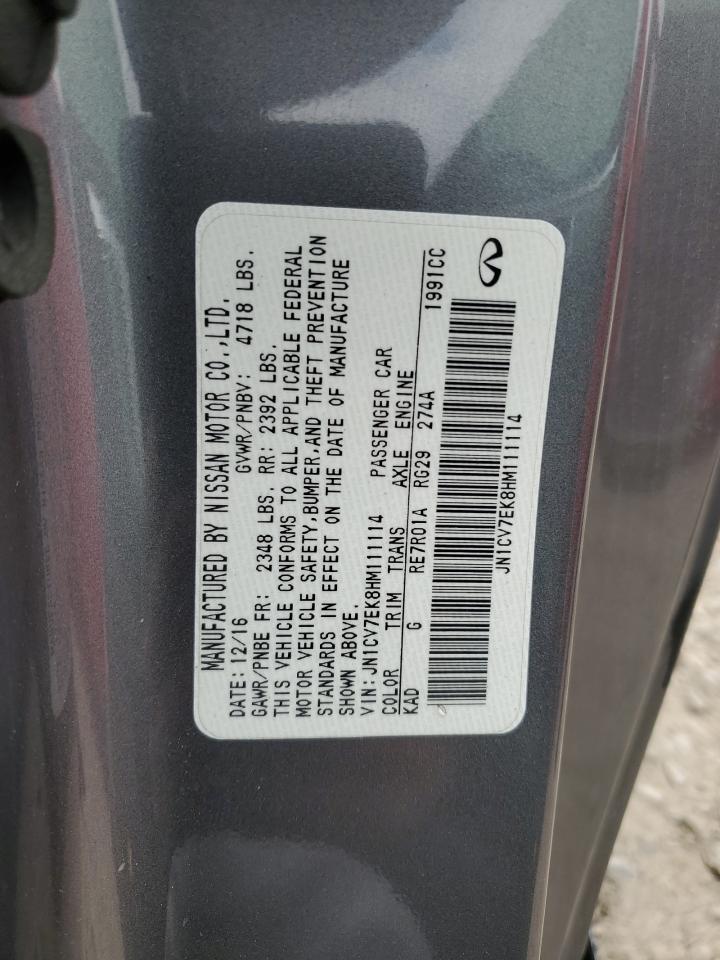 MANUFACTURED BY NISSAN MOTOR CO.,LTD.
DATE: 12/16 GVWR/PNBV: 4718 LBS.
GAWR/PNBE FR: 2348 LBS. RR: 2392 LBS.
THIS VEHICLE CONFORMS TO ALL APPLICABLE FEDERAL
MOTOR VEHICLE SAFETY,BUMPER,AND THEFT PREVENTION
STANDARDS IN EFFECT ON THE DATE OF MANUFACTURE
SHOWN ABOVE.
VIN:JN1CV7EK8HM111114 PASSENGER CAR
COLOR TRIM TRANS AXLE ENGINE
KAD G RE7R01A RG29 274A 1991CC
JN1CV7EK8HM111114